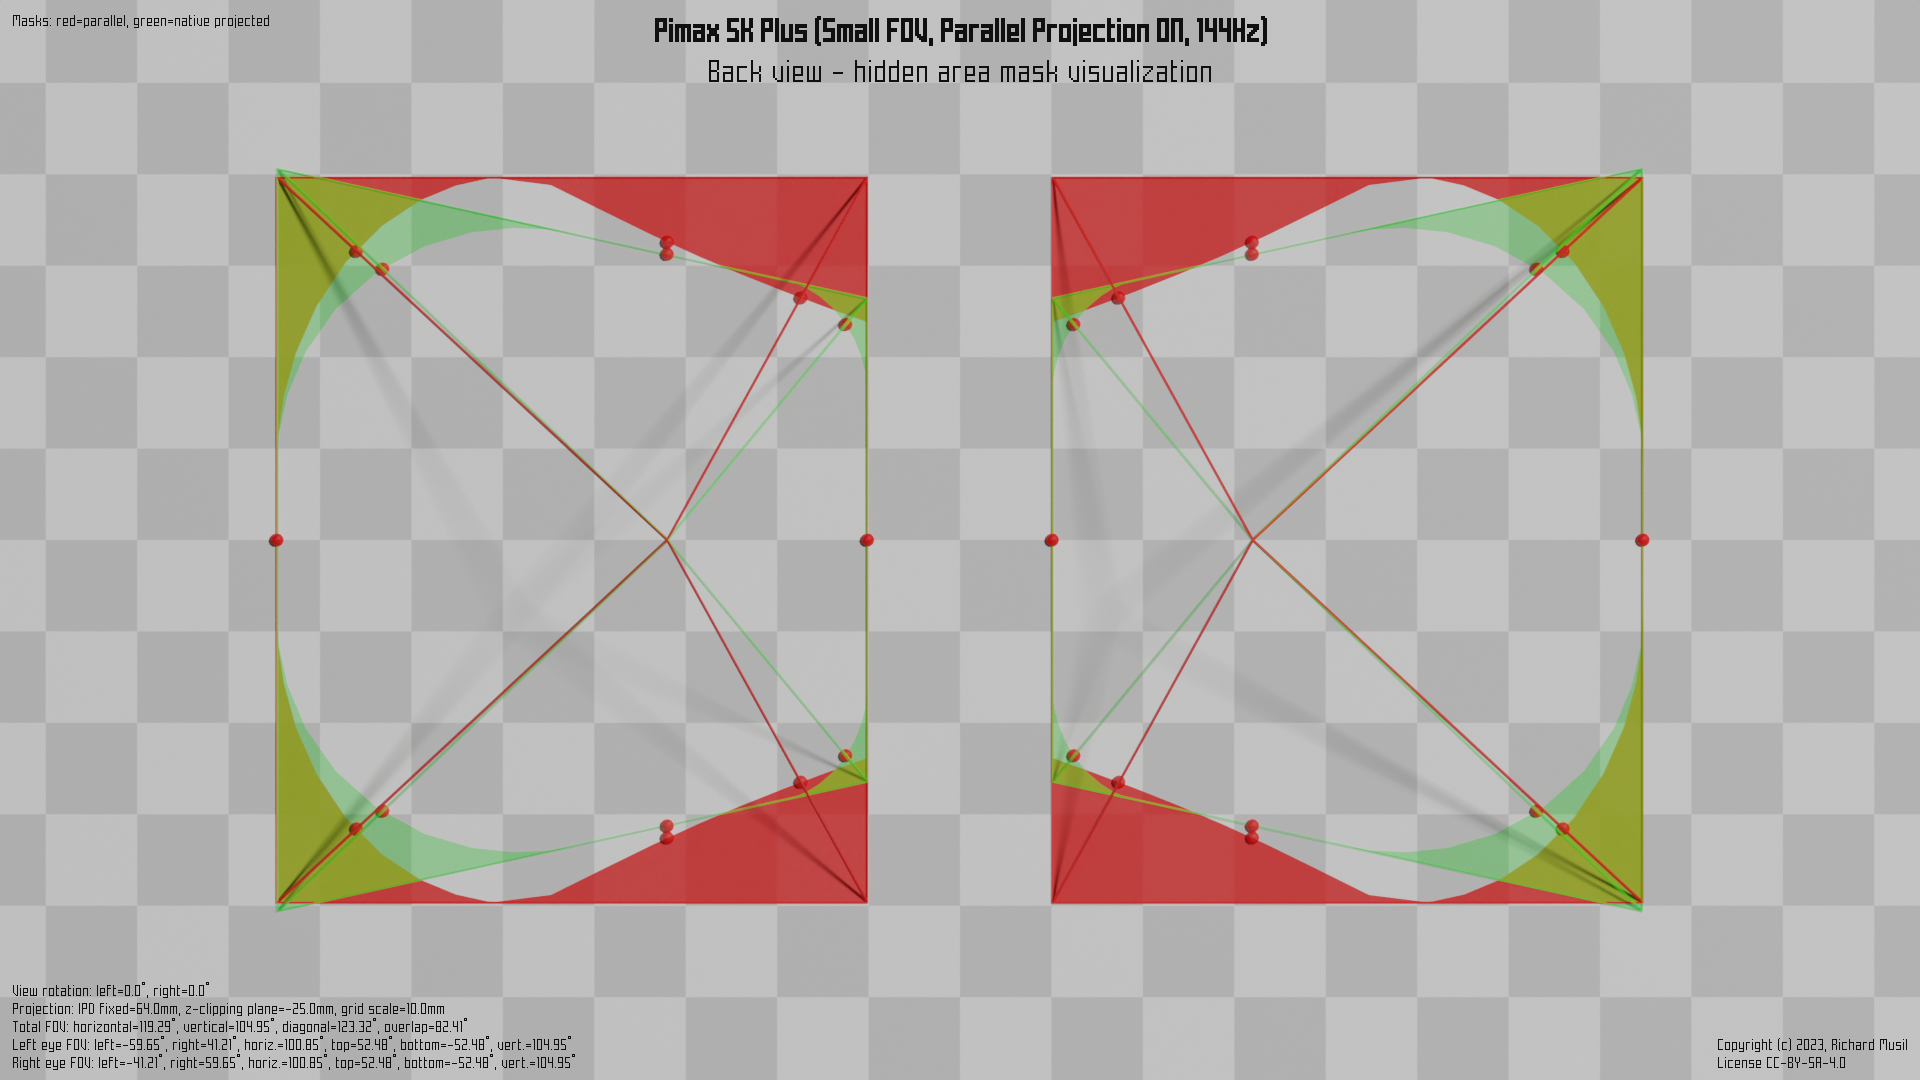 Masks: red=parallel, green=native projected
Pimax 5K Plus (Small FOV, Parallel Projection ON, 144Hz)
Back view - hidden area mask visualization
View rotation: left=0.0°, right=0.0°
Projection: IPD fixed=64.0mm, z-clipping plane=-25.0mm, grid scale=10.0mm
Total FOV: horizontal=119.29°, vertical=104.95°, diagonal=123.32°, overlap=82.41°
Left eye FOV: left=-59.65°, right=41.21°, horiz.=100.85°, top=52.48°, bottom=-52.48°, vert.=104.95°
Right eye FOV: left=-41.21°, right=59.65°, horiz.=100.85°, top=52.48°, bottom=-52.48°, vert.=104.95°
Copyright (c) 2023, Richard Musil
License CC-BY-SA-4.0